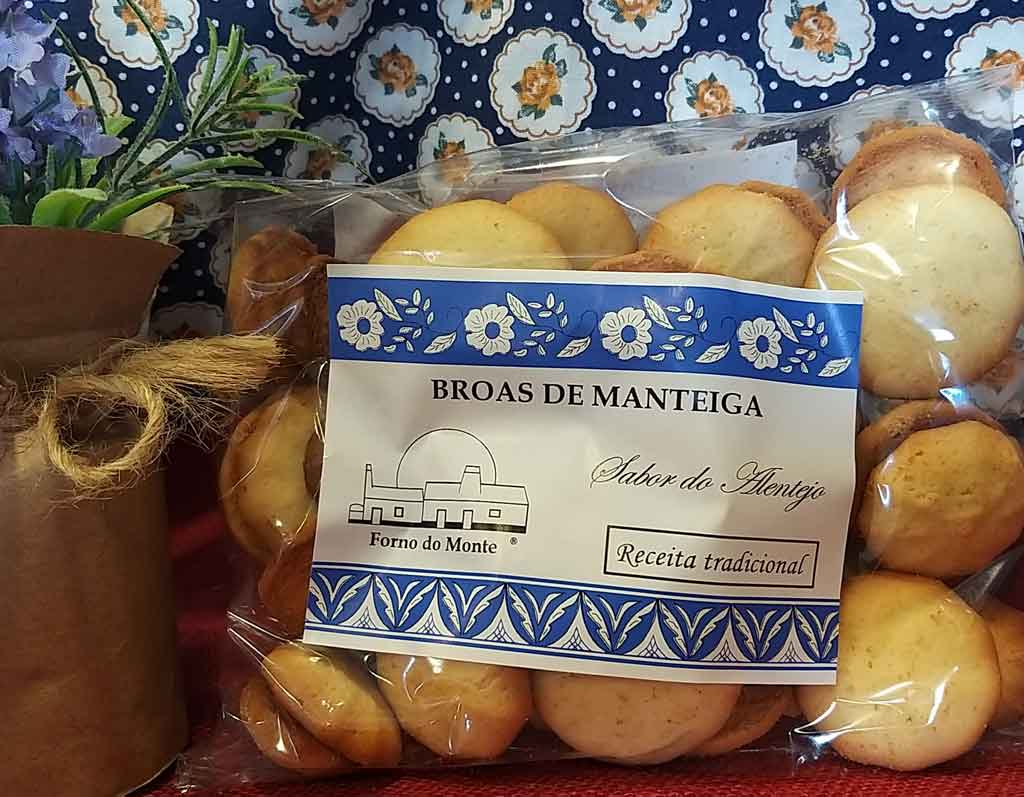 BROAS DE MANTEIGA
Sabor do Alentejo
Forno do Monte ®
Receita tradicional